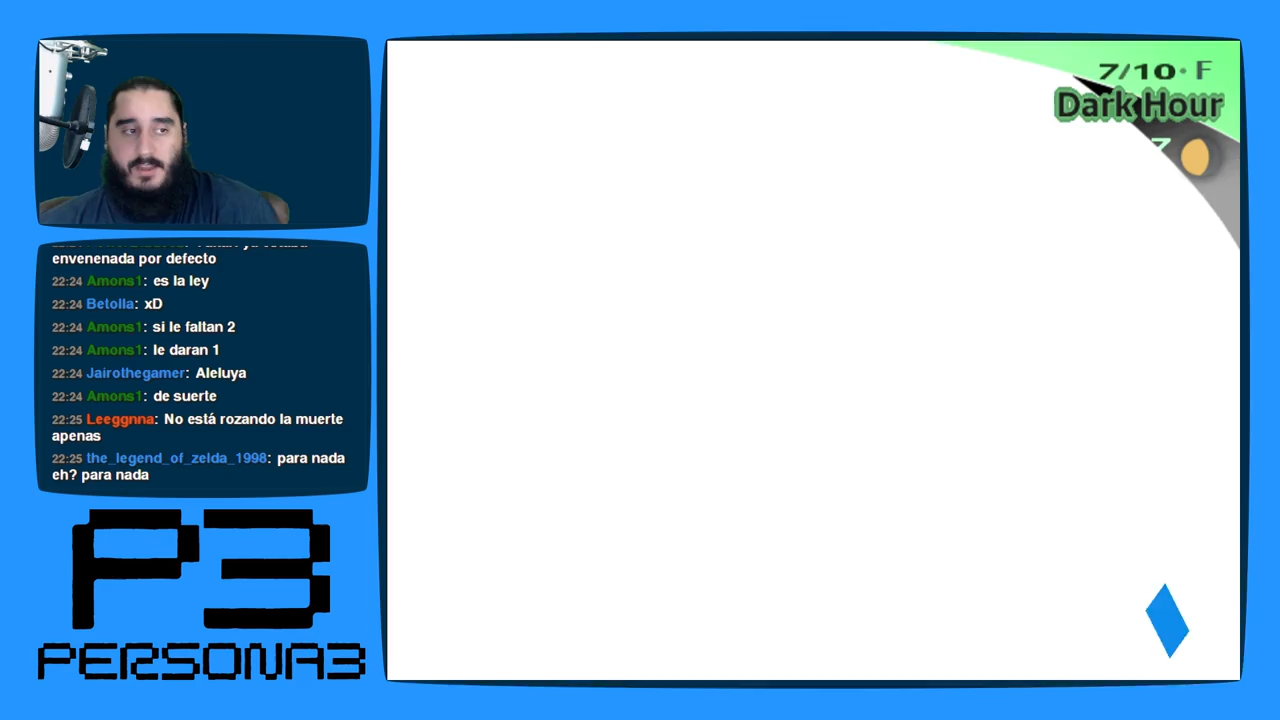 7/10・F
Dark Hour
envenenada por defecto
22:24 Amons1: es la ley
22:24 Betolla: xD
22:24 Amons1: si le faltan 2
22:24 Amons1: le daran 1
22:24 Jairothegamer: Aleluya
22:24 Amons1: de suerte
22:25 Leeggnna: No está rozando la muerte
apenas
22:25 the_legend_of_zelda_1998: para nada
eh? para nada
P3
PERSONA3